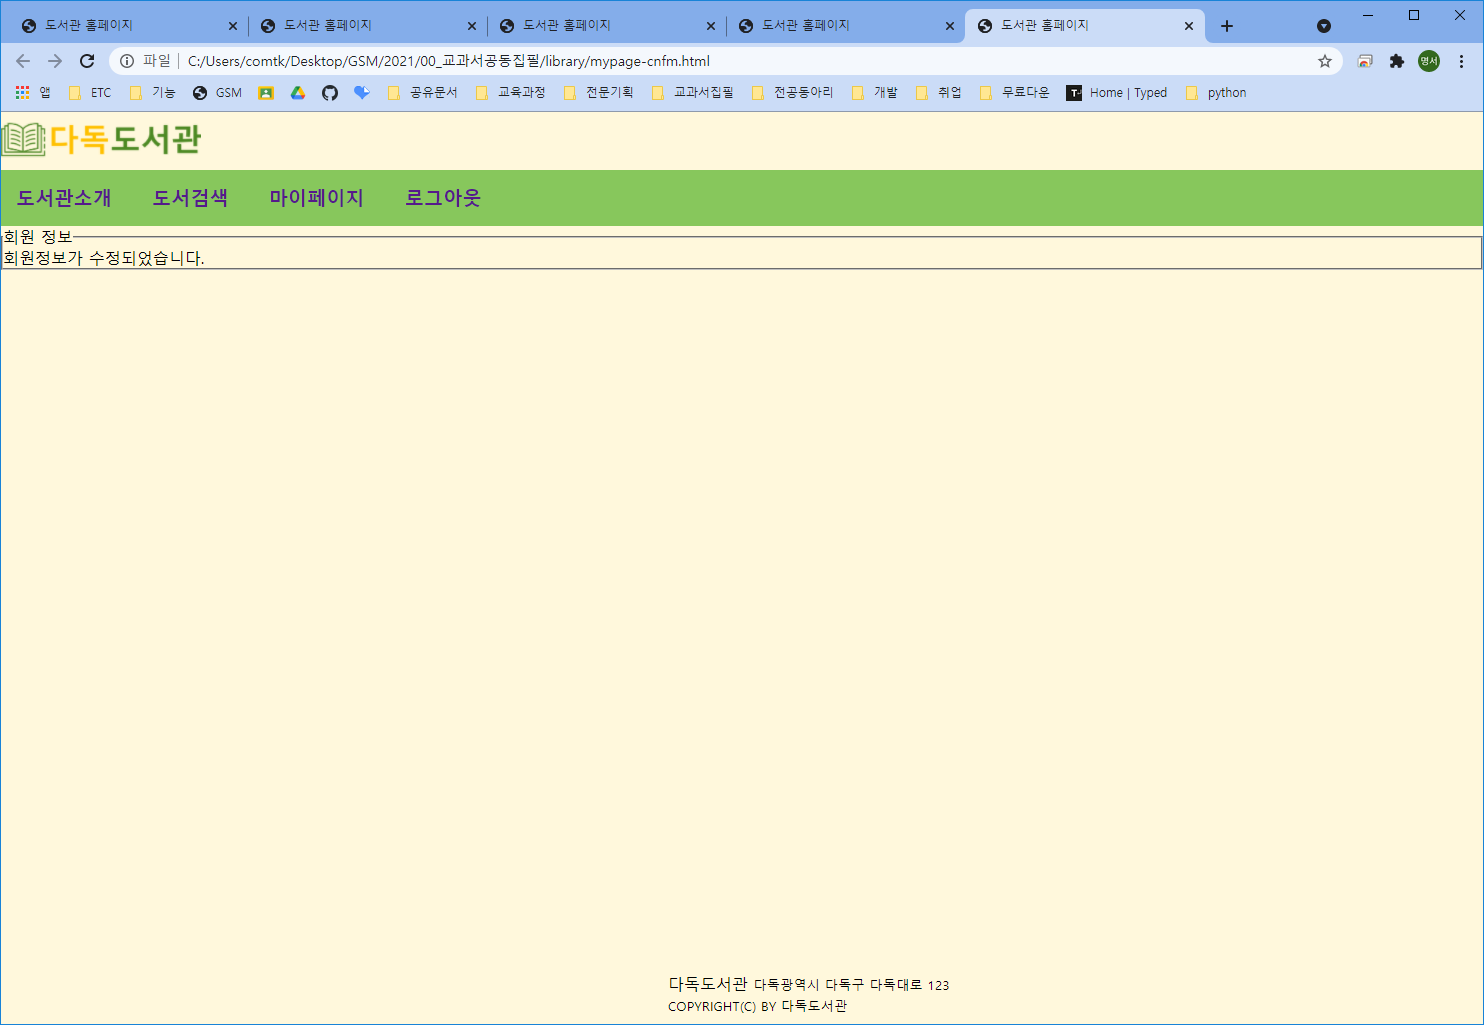 도서관 홈페이지 도서관 홈페이지 도서관 홈페이지 도서관 홈페이지 도서관 홈페이지
파일 C:/Users/comtk/Desktop/GSM/2021/00_교과서공동집필/library/mypage-cnfm.html 명서
앱 ETC 기능 GSM 공유문서 교육과정 전문기획 교과서집필 전공동아리 개발 취업 무료다운 T Home | Typed python
다독도서관
도서관소개 도서검색 마이페이지 로그아웃
회원 정보
회원정보가 수정되었습니다.
다독도서관 다독광역시 다독구 다독대로 123
COPYRIGHT(C) BY 다독도서관